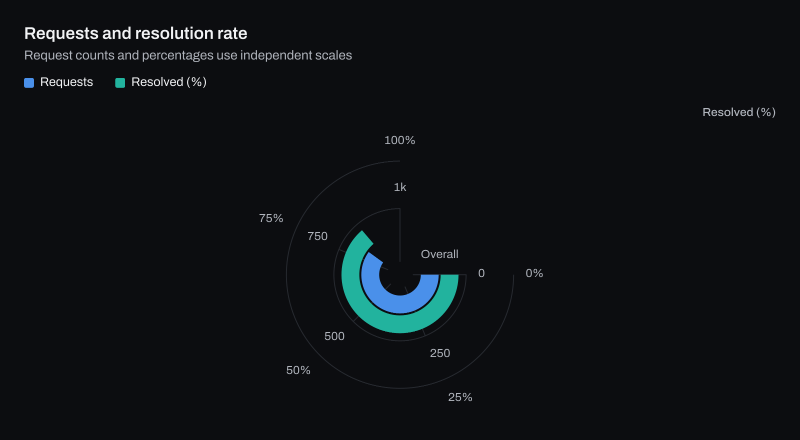 Requests and resolution rate
Request counts and percentages use independent scales
Requests
Resolved (%)
Resolved (%)
100%
1k
75%
750
Overall
0
0%
500
250
50%
25%